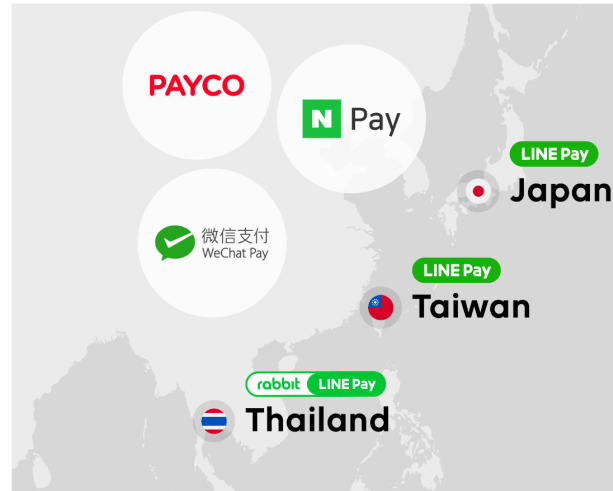 PAYCO
N Pay
LINE Pay
Japan
微信支付
WeChat Pay
LINE Pay
Taiwan
rabbit LINE Pay
Thailand